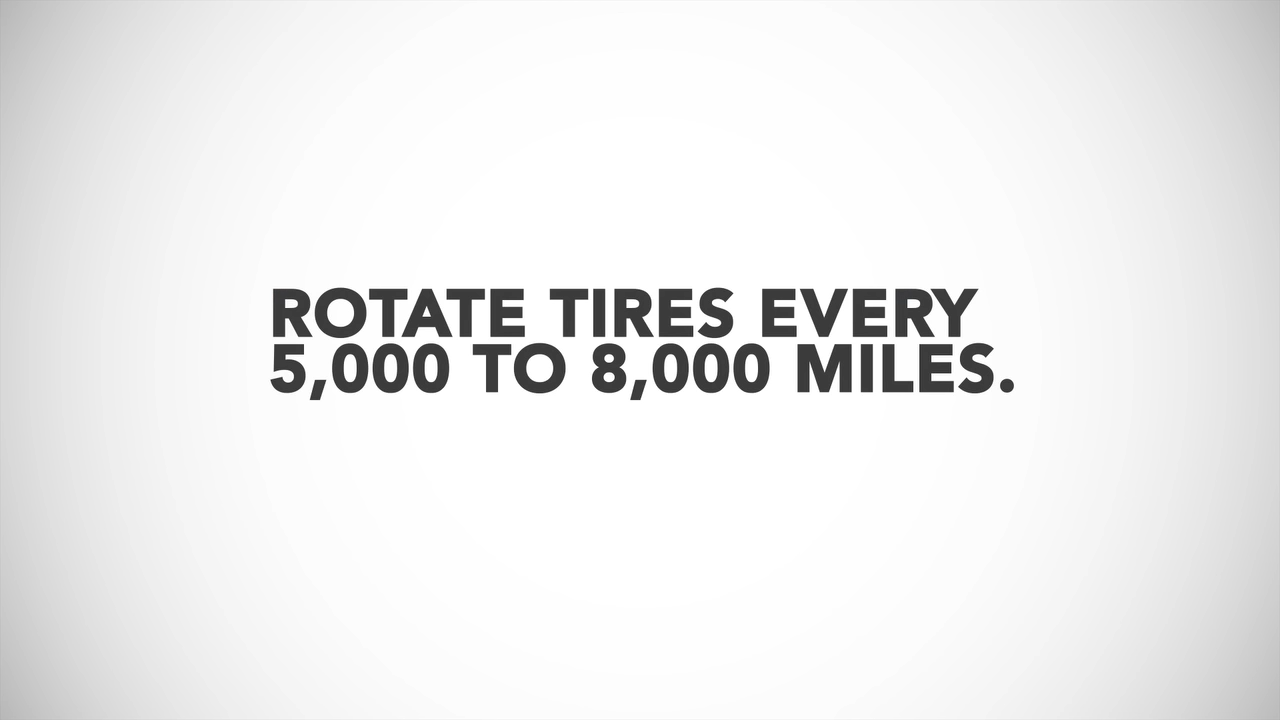 ROTATE TIRES EVERY
5,000 TO 8,000 MILES.